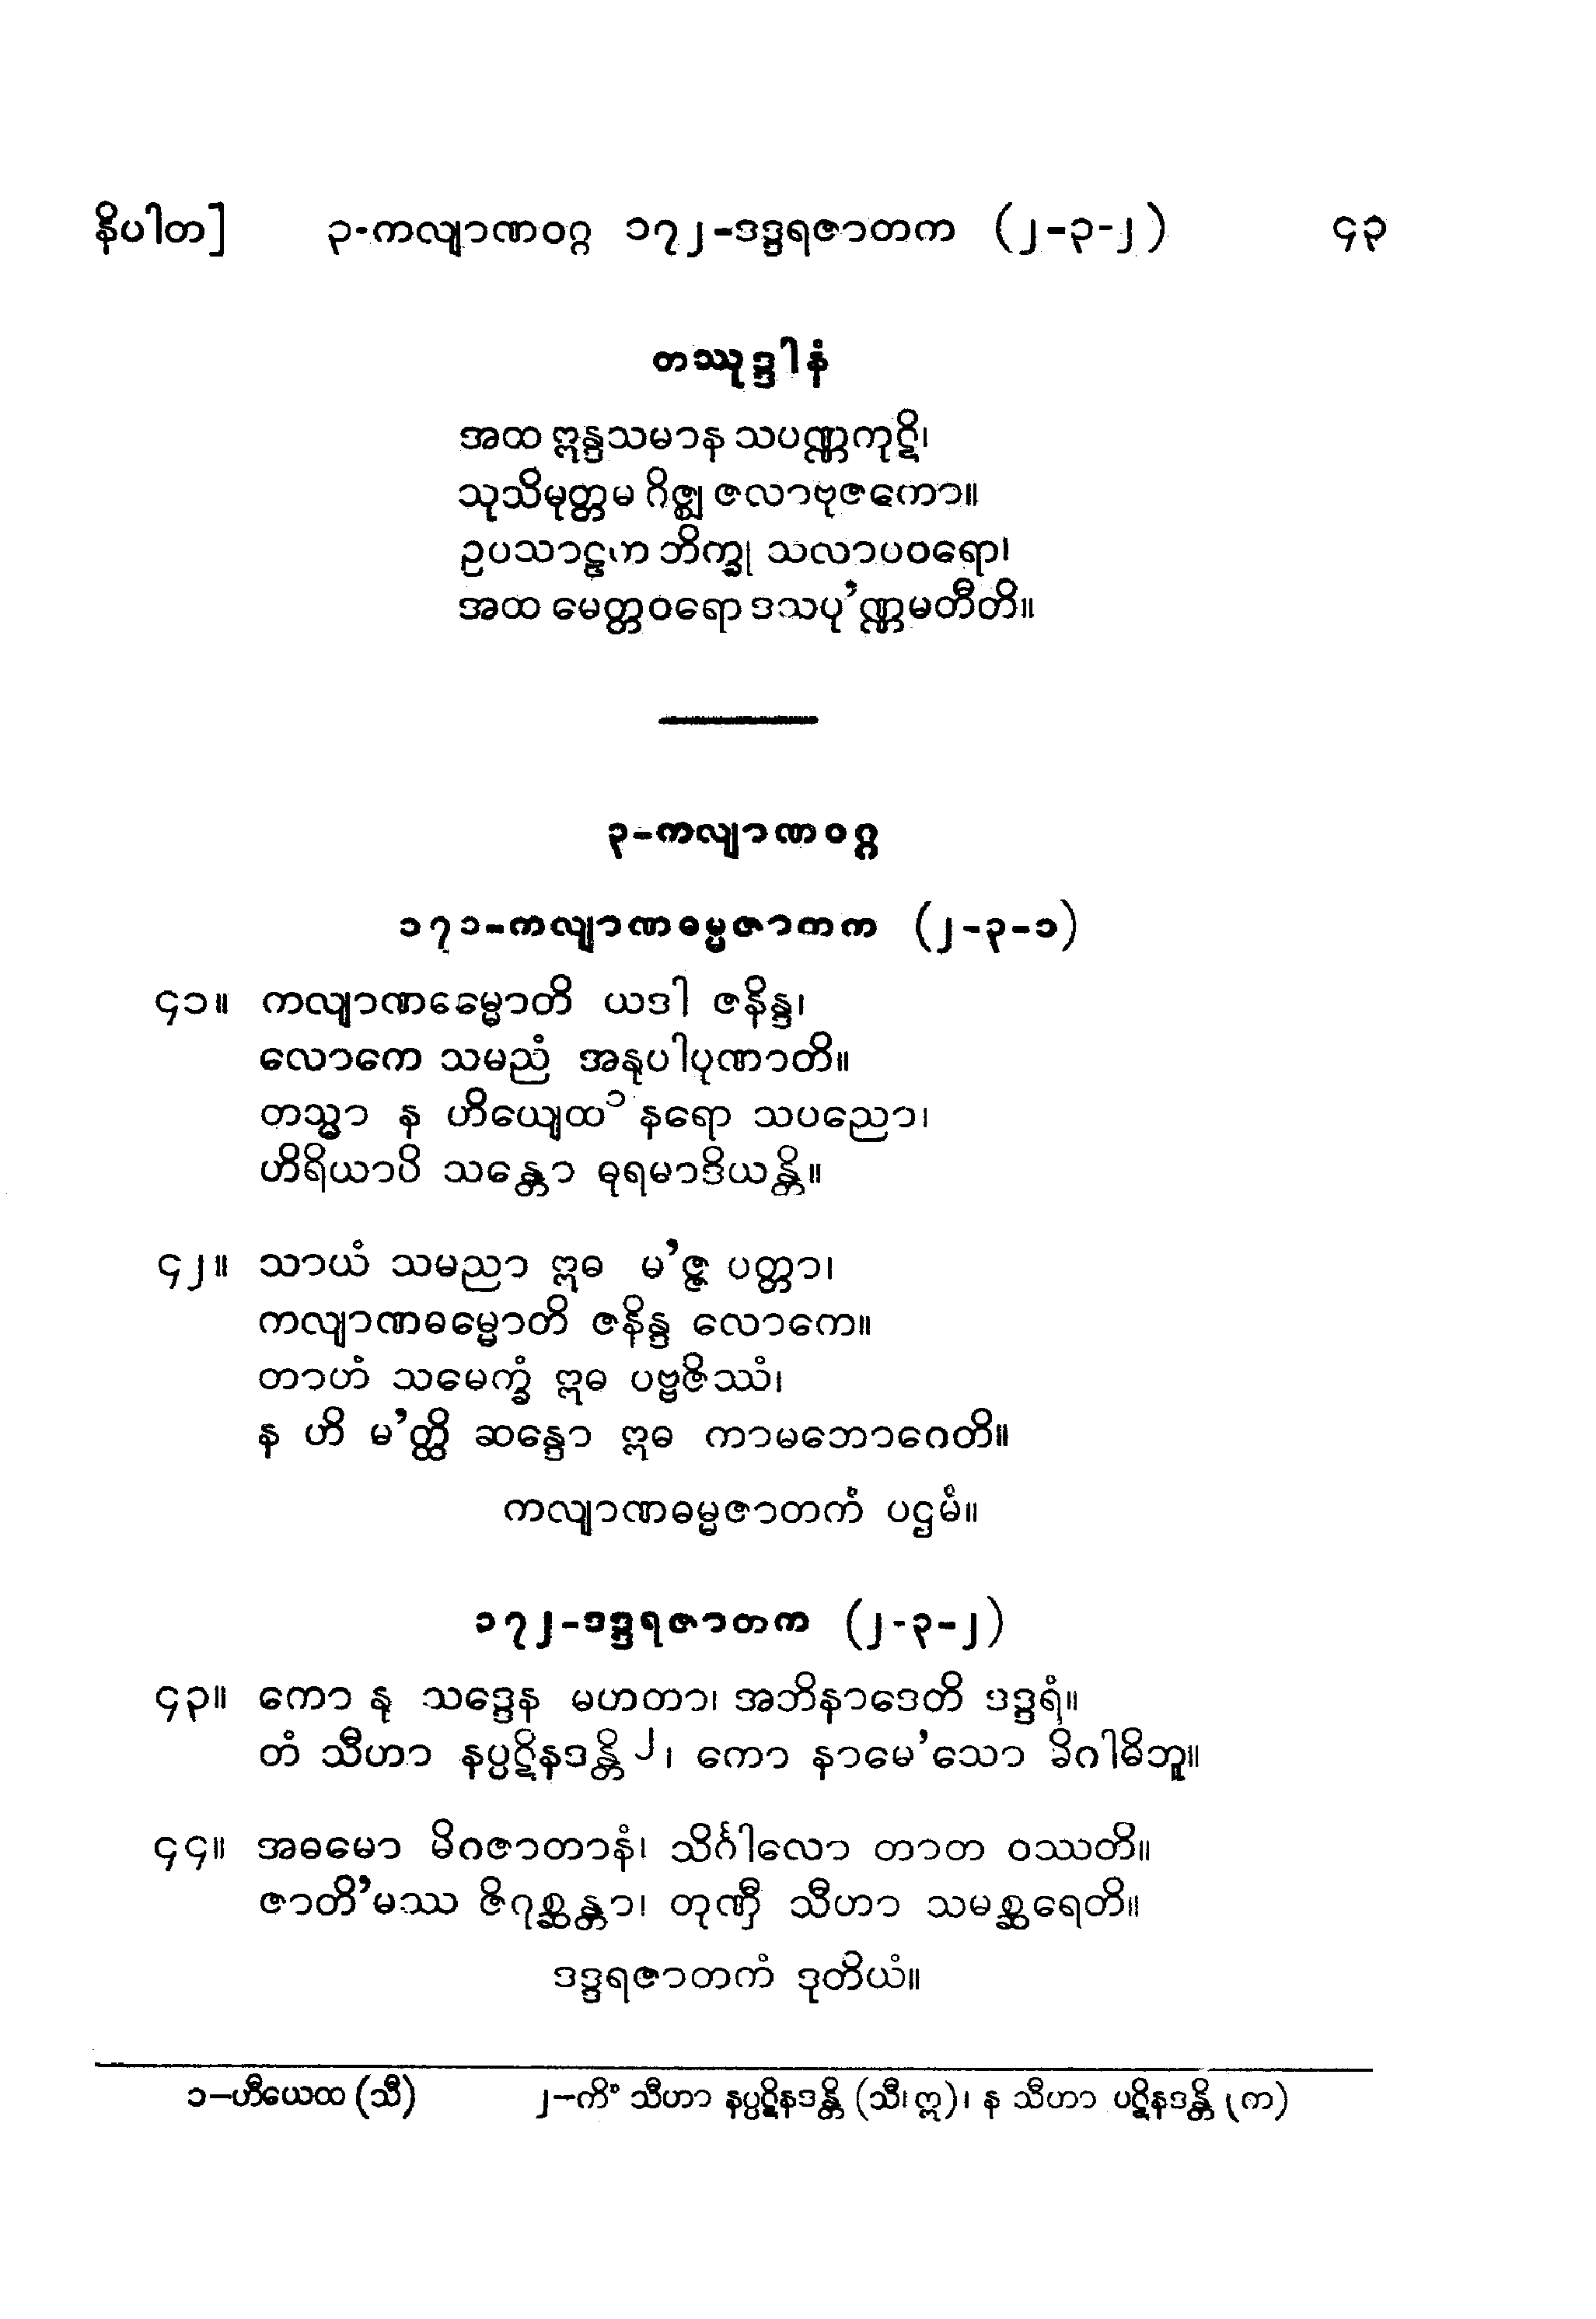 နိပါတ]   ၃-ကလျာဏဝဂ္ဂ ၁၇၂-ဒဒ္ဒရဇာတက (၂-၃-၂)   ၄၃
တဿုဒ္ဒါနံ
အထ ဣန္ဒသမာန သပဏ္ဏကုဋိ၊
သုသိမုတ္တမ ဂိဇ္ဈ ဇလာဗုဇကော။
ဥပသာဠှက ဘိက္ခု သလာပဝရော၊
အထ မေတ္တဝရော ဒသပု’ဏ္ဏမတီတိ။
၃-ကလျာဏဝဂ္ဂ
၁၇၁-ကလျာဏဓမ္မဇာတက (၂-၃-၁)
၄၁။ ကလျာဏဓမ္မောတိ ယဒါ ဇနိန္ဒ၊
လောကေ သမညံ အနုပါပုဏာတိ။
တသ္မာ န ဟိယျေထ ၁ နရော သပညော၊
ဟိရိယာပိ သန္တော ဓုရမာဒိယန္တိ။
၄၂။ သာယံ သမညာ ဣဓ မ’ဇ္ဇ ပတ္တာ၊
ကလျာဏဓမ္မောတိ ဇနိန္ဒ လောကေ။
တာဟံ သမေက္ခံ ဣဓ ပဗ္ဗဇိဿံ၊
န ဟိ မ’တ္ထိ ဆန္ဒော ဣဓ ကာမဘောဂေတိ။
ကလျာဏဓမ္မဇာတကံ ပဌမံ။
၁၇၂-ဒဒ္ဒရဇာတက (၂-၃-၂)
၄၃။ ကော နု သဒ္ဒေန မဟတာ၊ အဘိနာဒေတိ ဒဒ္ဒရံ။
တံ သီဟာ နပ္ပဋိနဒန္တိ ၂၊ ကော နာမေ’သော မိဂါဓိဘူ။
၄၄။ အဓမော မိဂဇာတာနံ၊ သိင်္ဂါလော တာတ ဝဿတိ။
ဇာတိ’မဿ ဇိဂုစ္ဆန္တာ၊ တုဏှီ သီဟာ သမစ္ဆရေတိ။
ဒဒ္ဒရဇာတကံ ဒုတိယံ။
၁–ဟီယေထ (သီ)   ၂–ကိံ သီဟာ နပ္ပဋိနဒန္တိ (သီ၊ ဣ)၊ န သီဟာ ပဋိနဒန္တိ (က)